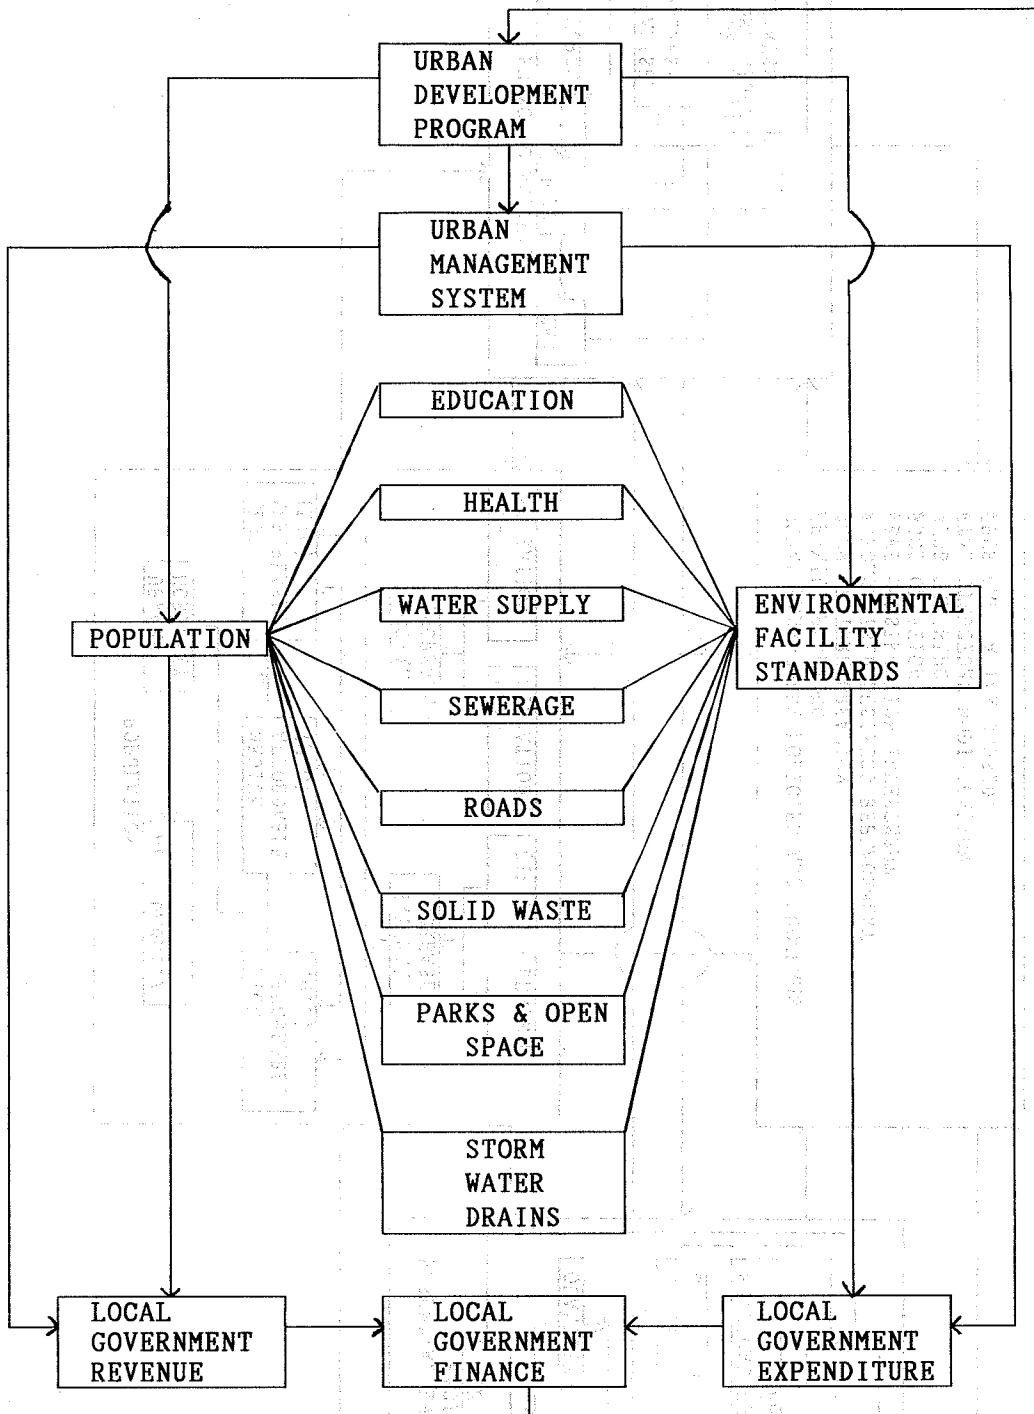 URBAN
DEVELOPMENT
PROGRAM
URBAN
MANAGEMENT
SYSTEM
EDUCATION
HEALTH
WATER SUPPLY
ENVIRONMENTAL
FACILITY
STANDARDS
POPULATION
SEWERAGE
ROADS
SOLID WASTE
PARKS & OPEN
SPACE
STORM
WATER
DRAINS
LOCAL
GOVERNMENT
REVENUE
LOCAL
GOVERNMENT
FINANCE
LOCAL
GOVERNMENT
EXPENDITURE